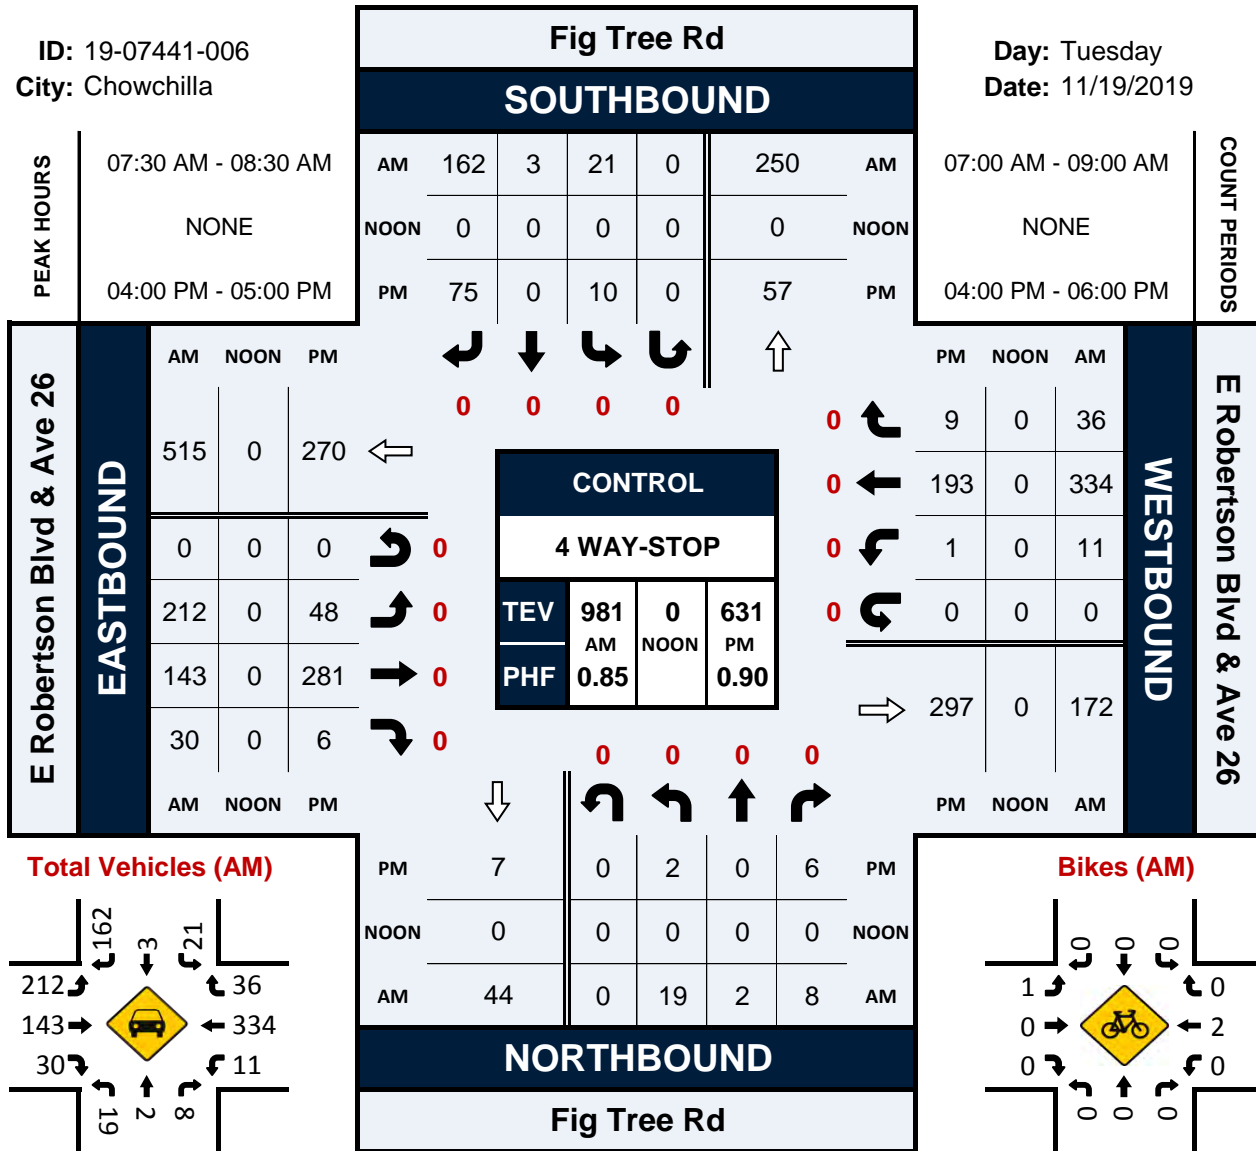 ID: 19-07441-006
City: Chowchilla
Fig Tree Rd
SOUTHBOUND
Day: Tuesday
Date: 11/19/2019
PEAK HOURS
07:30 AM - 08:30 AM
NONE
04:00 PM - 05:00 PM
AM 162 3 21 0 250 AM
NOON 0 0 0 0 0 NOON
PM 75 0 10 0 57 PM
07:00 AM - 09:00 AM
NONE
04:00 PM - 06:00 PM
COUNT PERIODS
0 0 0 0
E Robertson Blvd & Ave 26
EASTBOUND
AM NOON PM
515 0 270
0 0 0 0
212 0 48 0
143 0 281 0
30 0 6 0
AM NOON PM
CONTROL
4 WAY-STOP
TEV 981 0 631
AM NOON PM
PHF 0.85 0.90
PM NOON AM
0 9 0 36
0 193 0 334
0 1 0 11
0 0 0 0
297 0 172
PM NOON AM
WESTBOUND
E Robertson Blvd & Ave 26
0 0 0 0
PM 7 0 2 0 6 PM
NOON 0 0 0 0 0 NOON
AM 44 0 19 2 8 AM
NORTHBOUND
Fig Tree Rd
Total Vehicles (AM)
162 3 21
212 36
143 334
30 11
19 2 8
Bikes (AM)
0 0 0
1 0
0 2
0 0
0 0 0